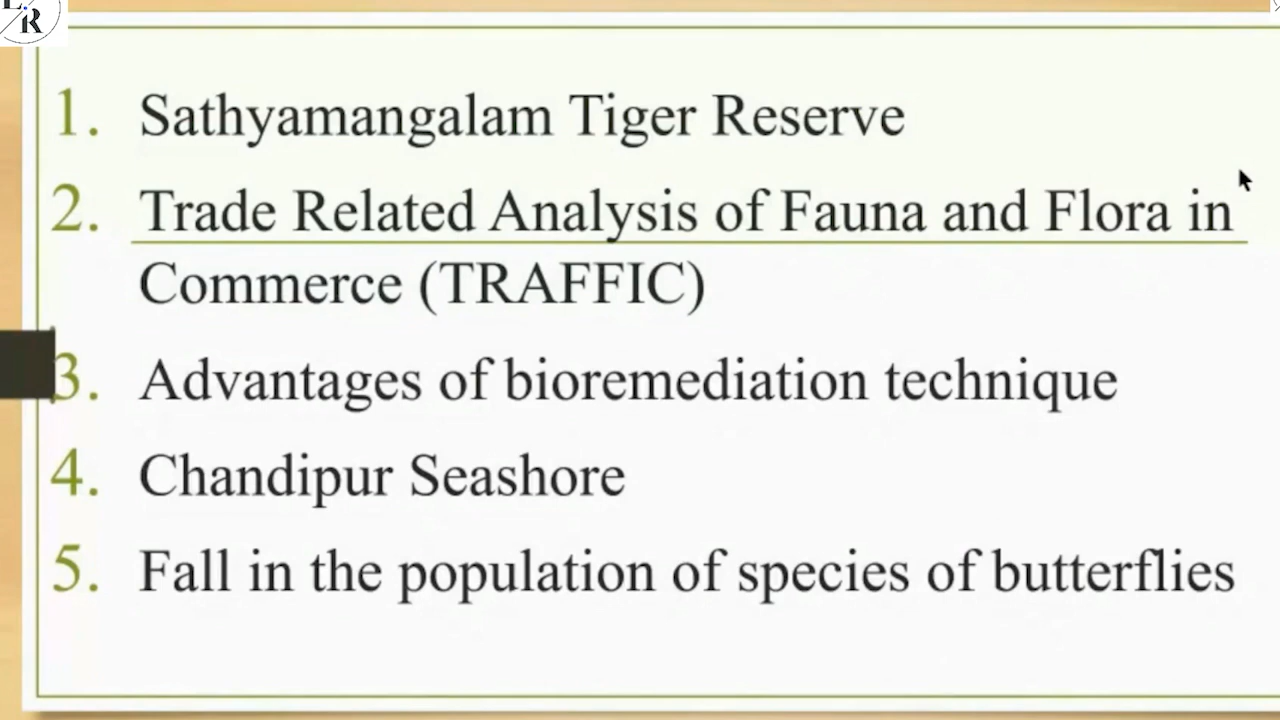 L.
R
1. Sathyamangalam Tiger Reserve
2. Trade Related Analysis of Fauna and Flora in
Commerce (TRAFFIC)
3. Advantages of bioremediation technique
4. Chandipur Seashore
5. Fall in the population of species of butterflies